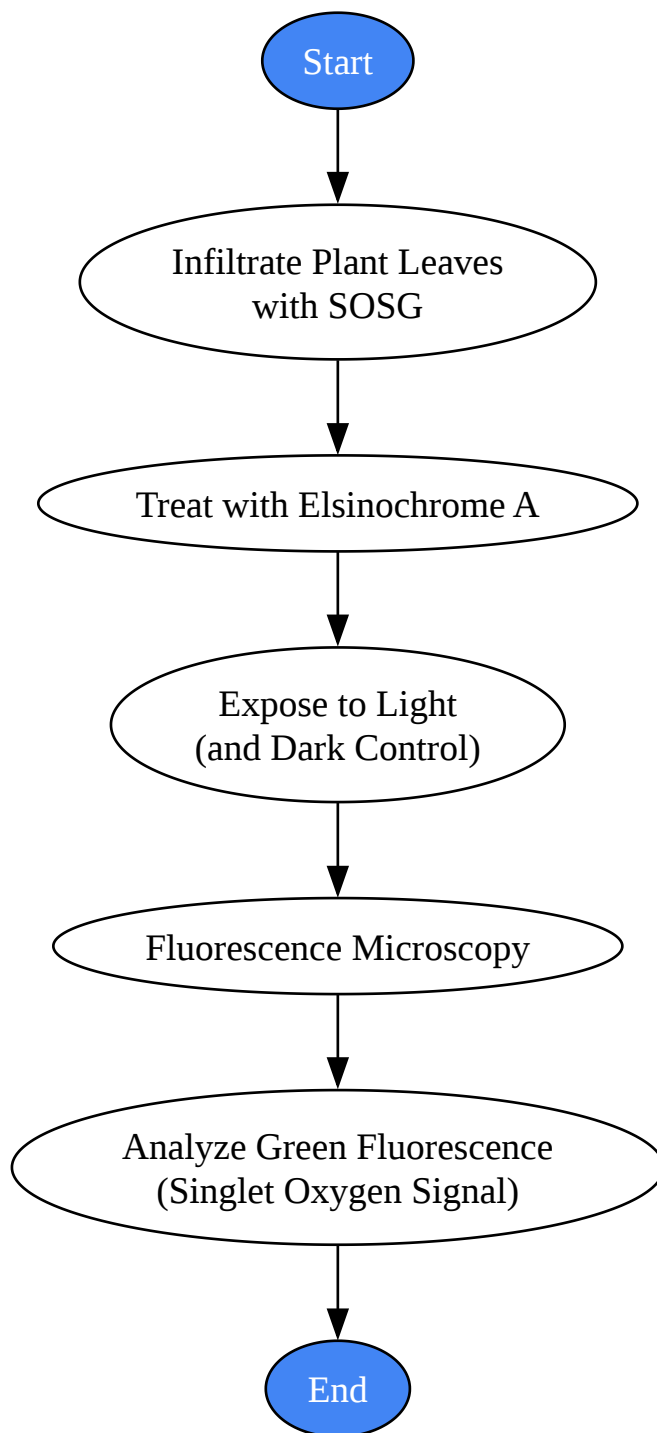 Start
Infiltrate Plant Leaves
with SOSG
Treat with Elsinochrome A
Expose to Light
(and Dark Control)
Fluorescence Microscopy
Analyze Green Fluorescence
(Singlet Oxygen Signal)
End